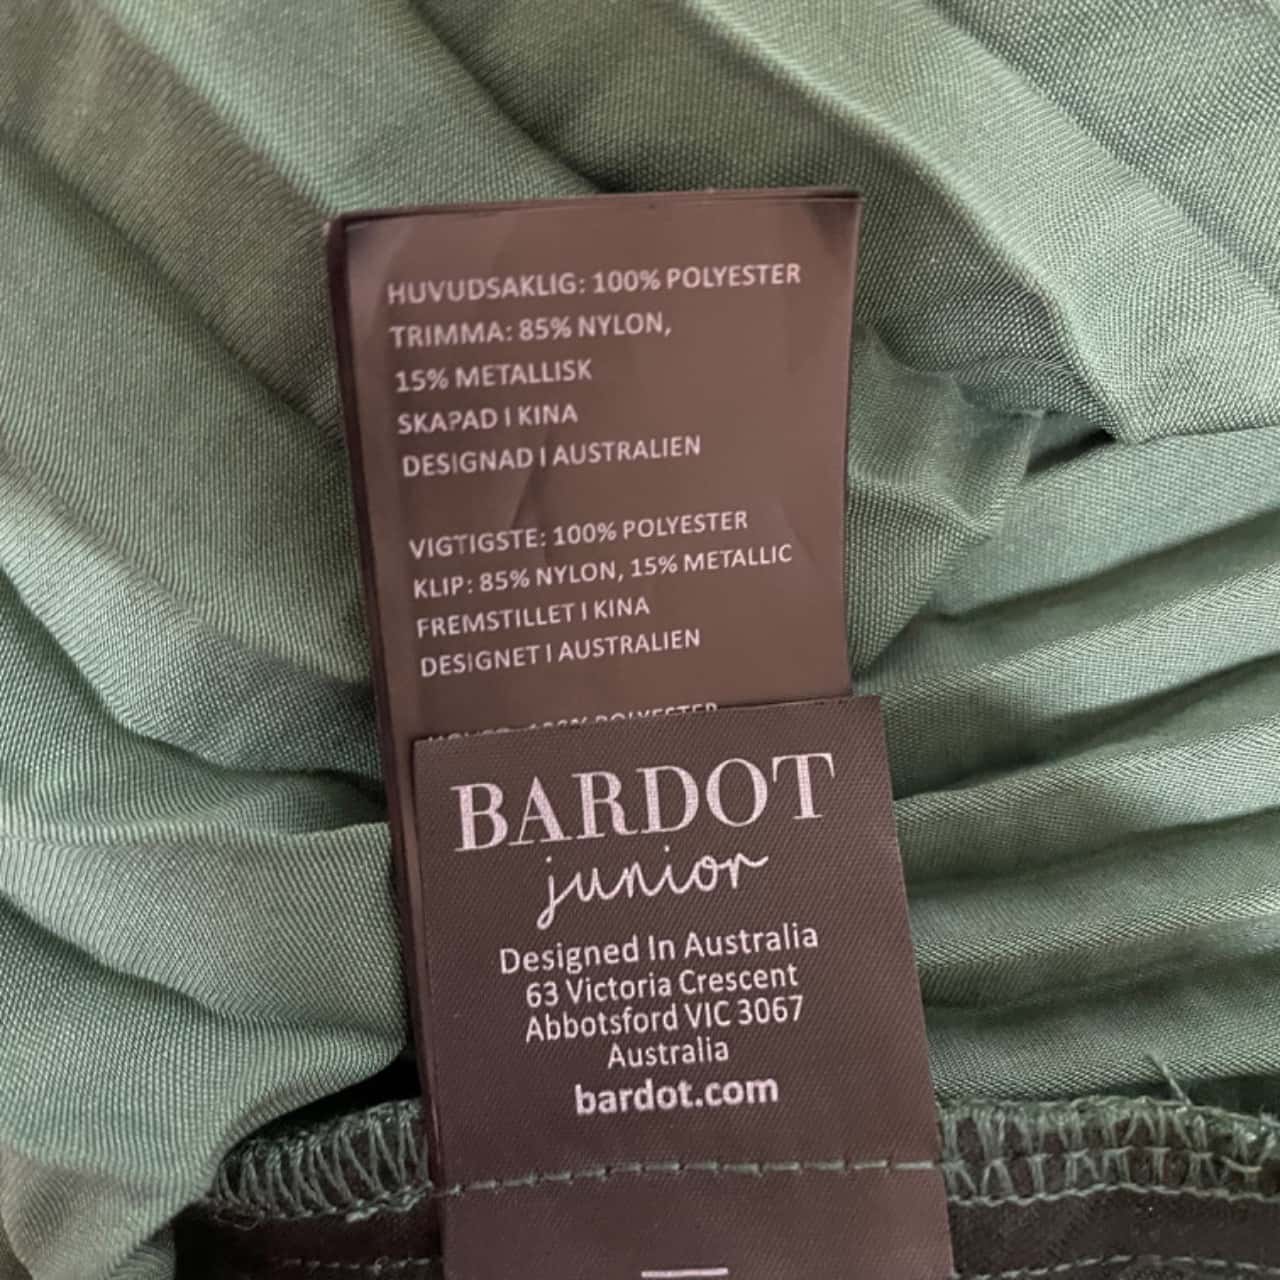 HUVUDSAKLIG: 100% POLYESTER
TRIMMA: 85% NYLON,
15% METALLISK
SKAPAD I KINA
DESIGNAD I AUSTRALIEN
VIGTIGSTE: 100% POLYESTER
KLIP: 85% NYLON, 15% METALLIC
FREMSTILLET I KINA
DESIGNET I AUSTRALIEN
100% POLYESTER
BARDOT
junior
Designed In Australia
63 Victoria Crescent
Abbotsford VIC 3067
Australia
bardot.com